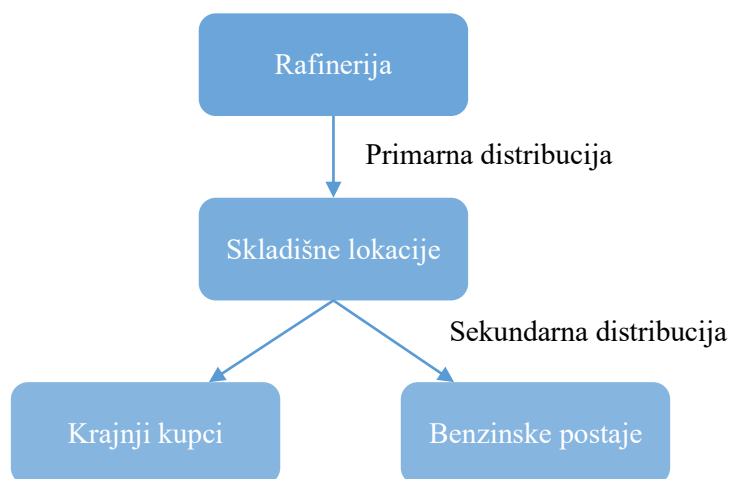 Rafinerija
Primarna distribucija
Skladišne lokacije
Sekundarna distribucija
Krajnji kupci
Benzinske postaje